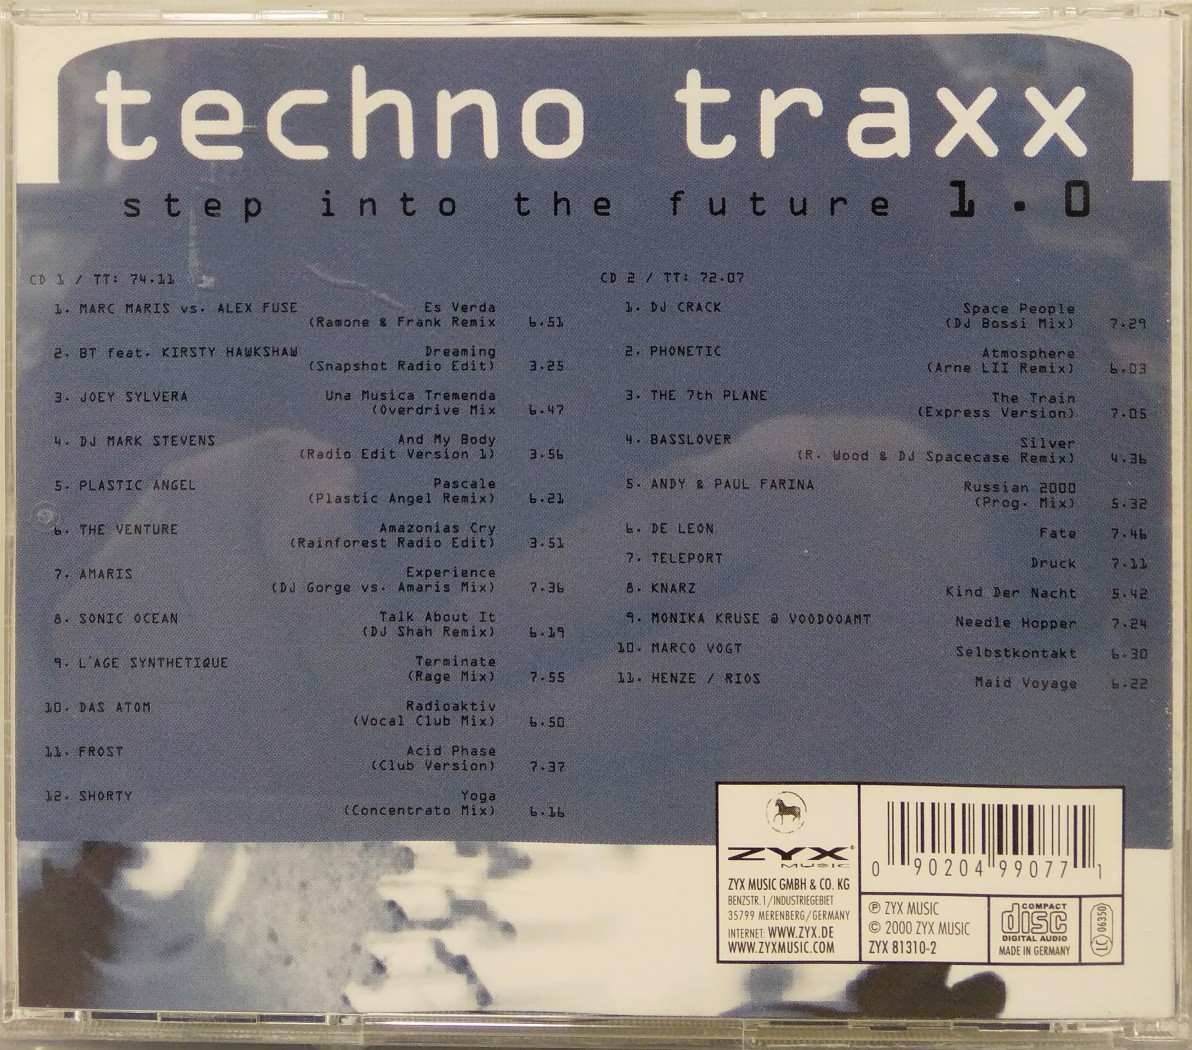 techno traxx
step into the future 1.0
CD 1 / TT: 74.11
1. MARC MARIS vs. ALEX FUSE Es Verda
(Ramone & Frank Remix 6.51
2. BT feat. KIRSTY HAWKSHAW Dreaming
(Snapshot Radio Edit) 3.25
3. JOEY SYLVERA Una Musica Tremenda
(Overdrive Mix 6.47
4. DJ MARK STEVENS And My Body
(Radio Edit Version 1) 3.56
5. PLASTIC ANGEL Pascale
(Plastic Angel Remix) 6.21
6. THE VENTURE Amazonias Cry
(Rainforest Radio Edit) 3.51
7. AMARIS Experience
(DJ Gorge vs. Amaris Mix) 7.36
8. SONIC OCEAN Talk About It
(DJ Shah Remix) 6.19
9. L'AGE SYNTHETIQUE Terminate
(Rage Mix) 7.55
10. DAS ATOM Radioaktiv
(Vocal Club Mix) 6.50
11. FROST Acid Phase
(Club Version) 7.37
12. SHORTY Yoga
(Concentrato Mix) 6.16
CD 2 / TT: 72.07
1. DJ CRACK Space People
(DJ Bossi Mix) 7.29
2. PHONETIC Atmosphere
(Arne LII Remix) 6.03
3. THE 7th PLANE The Train
(Express Version) 7.05
4. BASSLOVER Silver
(R. Wood & DJ Spacecase Remix) 4.36
5. ANDY & PAUL FARINA Russian 2000
(Prog. Mix) 5.32
6. DE LEON Fate 7.46
7. TELEPORT Druck 7.11
8. KNARZ Kind Der Nacht 5.42
9. MONIKA KRUSE @ VOODOOAMT Needle Hopper 7.24
10. MARCO VOGT Selbstkontakt 6.30
11. HENZE / RIOS Maid Voyage 6.22
ZYX
MUSIC
ZYX MUSIC GMBH & CO. KG
BENZSTR. 1/INDUSTRIEGEBIET
35799 MERENBERG/GERMANY
INTERNET: WWW.ZYX.DE
WWW.ZYXMUSIC.COM
0 90204 99077 1
℗ ZYX MUSIC
© 2000 ZYX MUSIC
ZYX 81310-2
COMPACT
disc
DIGITAL AUDIO
MADE IN GERMANY
LC 06350